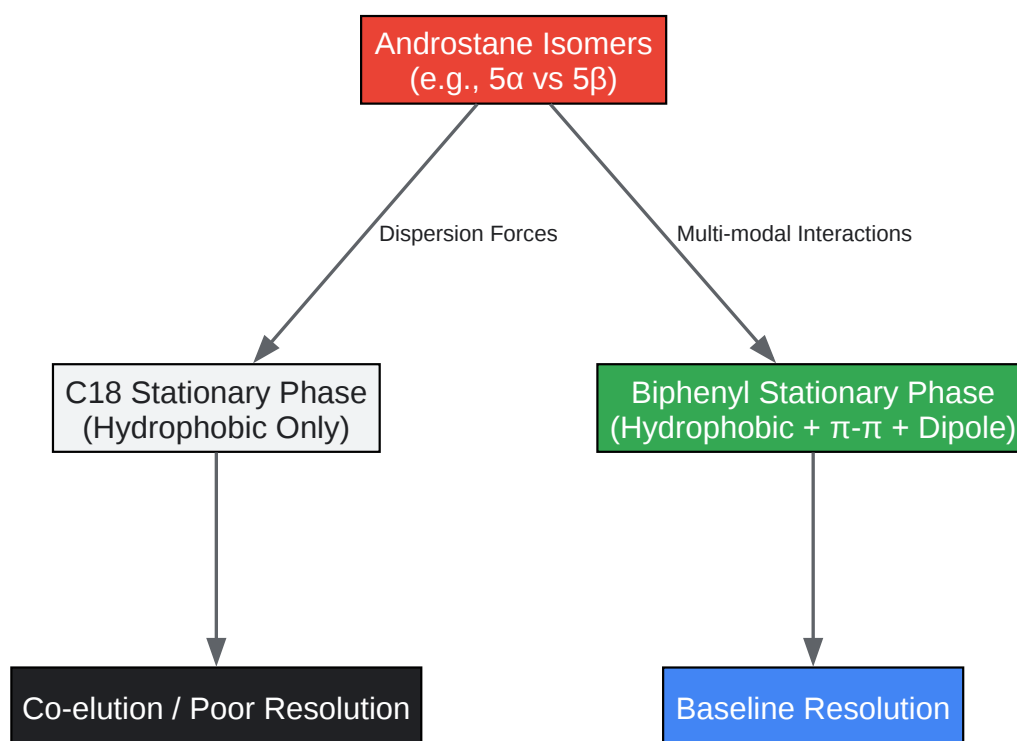 Androstane Isomers
(e.g., 5α vs 5β)
Dispersion Forces
Multi-modal Interactions
C18 Stationary Phase
(Hydrophobic Only)
Biphenyl Stationary Phase
(Hydrophobic + π-π + Dipole)
Co-elution / Poor Resolution
Baseline Resolution